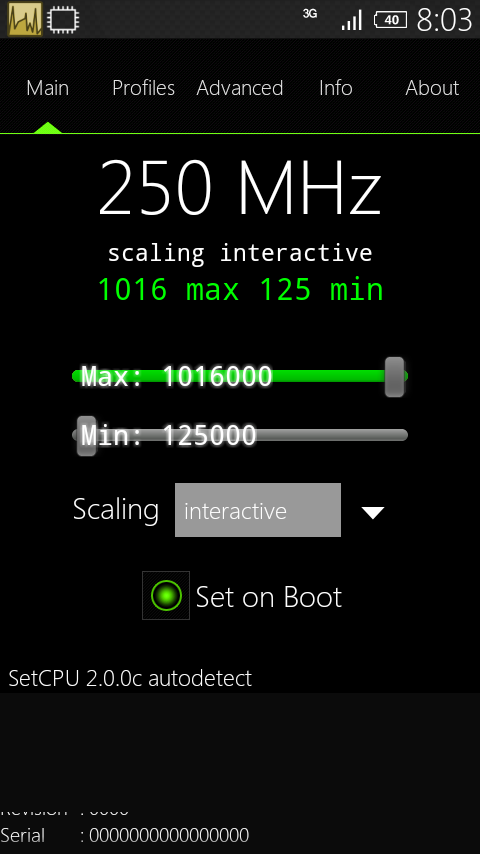 3G 40 8:03
Main Profiles Advanced Info About
250 MHz
scaling interactive
1016 max 125 min
Max: 1016000
Min: 125000
Scaling interactive
Set on Boot
SetCPU 2.0.0c autodetect
Revision : 0000
Serial : 0000000000000000